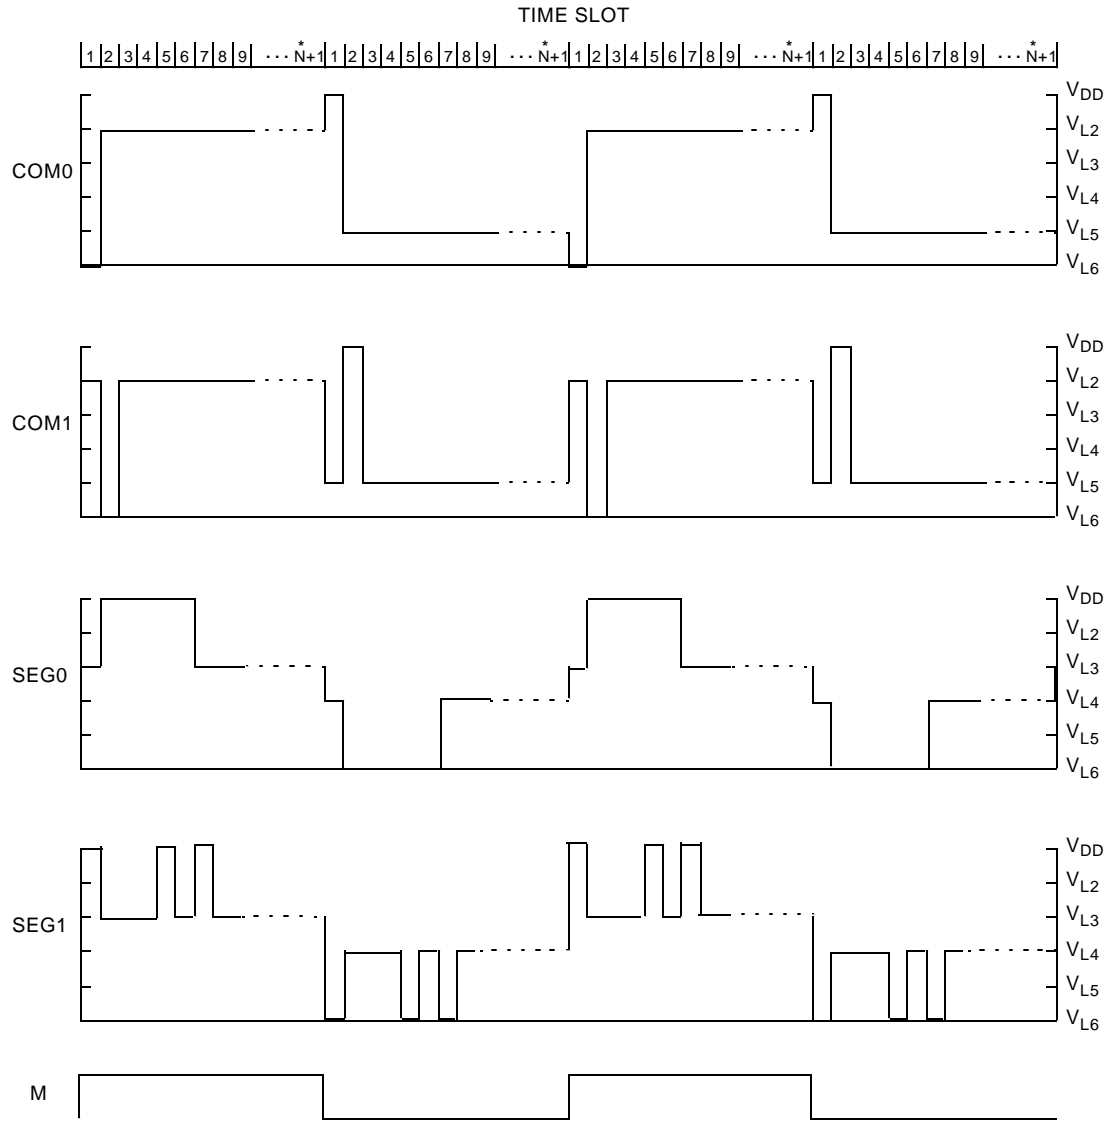 TIME SLOT
* * * *
1 2 3 4 5 6 7 8 9 ··· N+1 1 2 3 4 5 6 7 8 9 ··· N+1 1 2 3 4 5 6 7 8 9 ··· N+1 1 2 3 4 5 6 7 8 9 ··· N+1
COM0
VDD
VL2
VL3
VL4
VL5
VL6
COM1
VDD
VL2
VL3
VL4
VL5
VL6
SEG0
VDD
VL2
VL3
VL4
VL5
VL6
SEG1
VDD
VL2
VL3
VL4
VL5
VL6
M